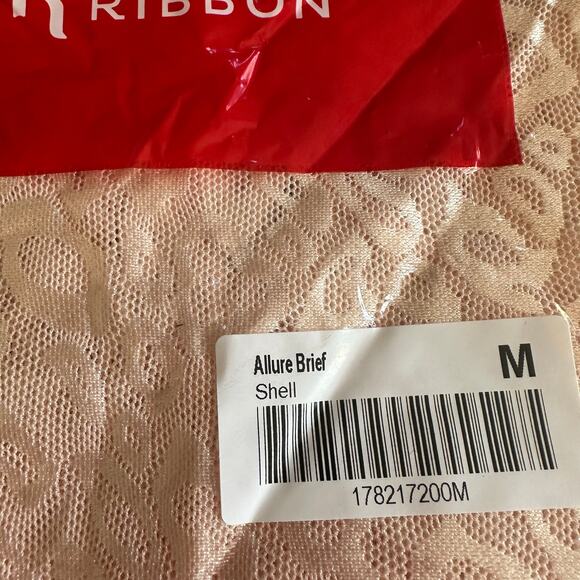 RIBBON
Allure Brief M
Shell
178217200M